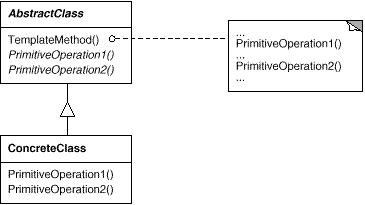 AbstractClass
TemplateMethod()
PrimitiveOperation1()
PrimitiveOperation2()
...
PrimitiveOperation1()
...
PrimitiveOperation2()
...
ConcreteClass
PrimitiveOperation1()
PrimitiveOperation2()